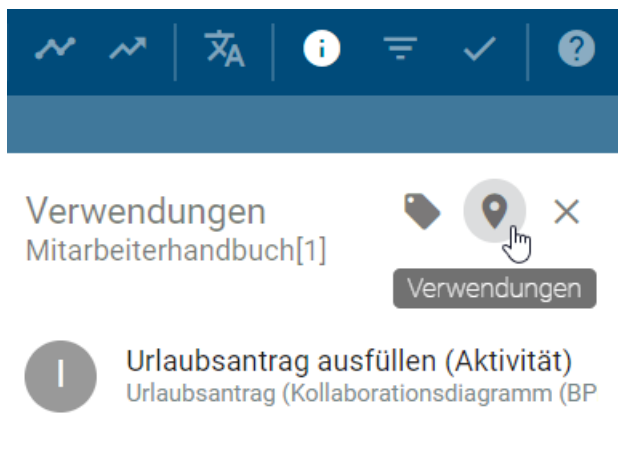 Verwendungen
Mitarbeiterhandbuch[1]
Verwendungen
I
Urlaubsantrag ausfüllen (Aktivität)
Urlaubsantrag (Kollaborationsdiagramm (BP